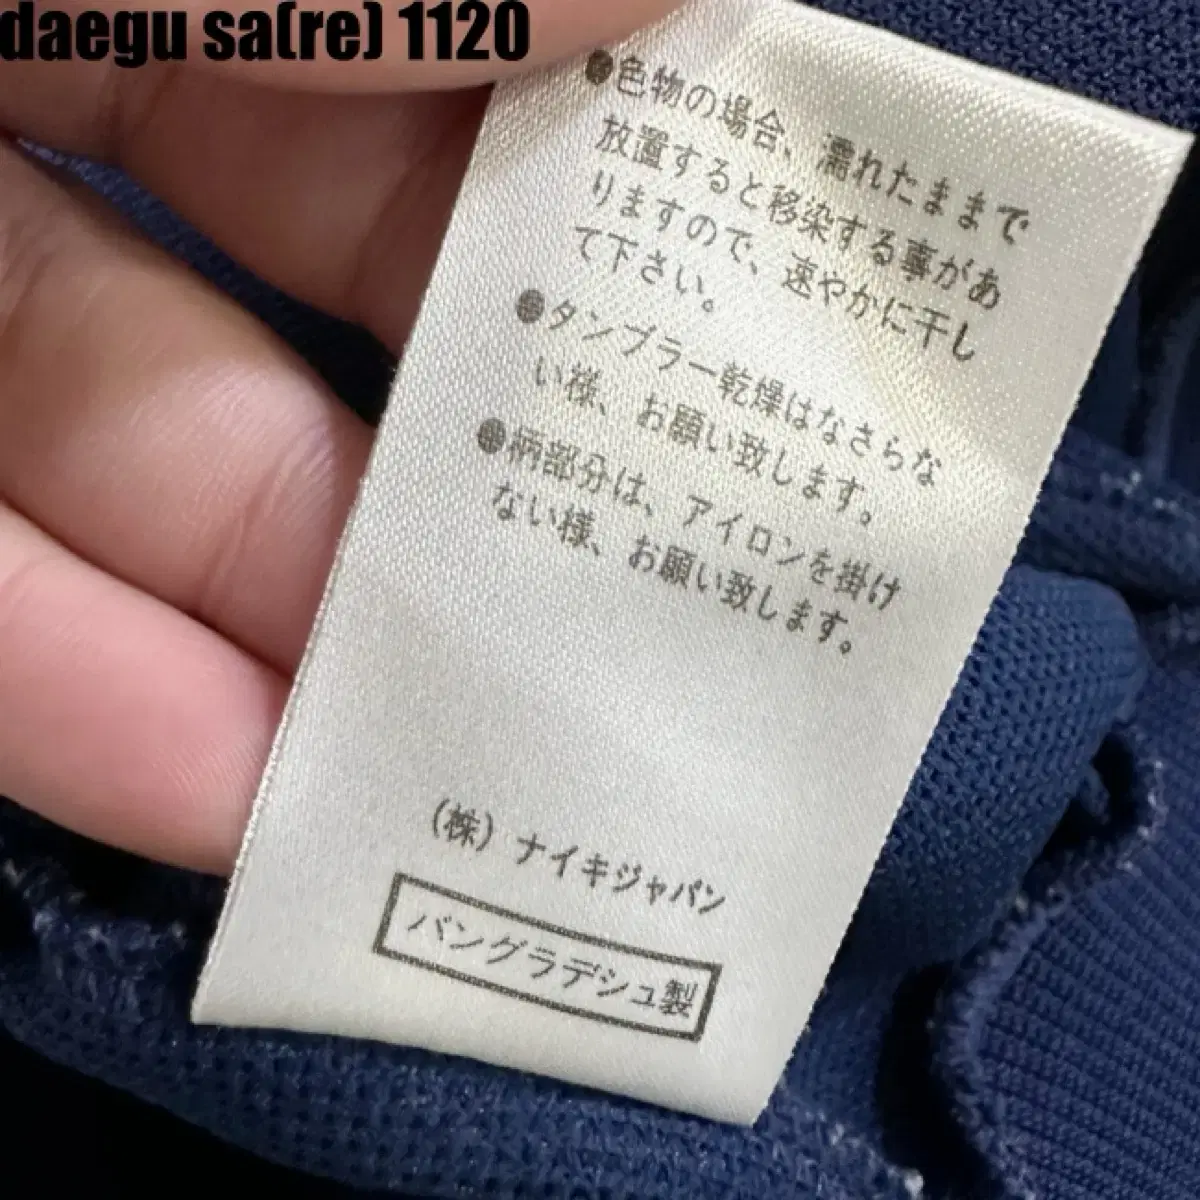 daegu sa(re) 1120
●色物の場合、濡れたままで
放置すると移染する事があ
りますので、速やかに干し
て下さい。
●タンブラー乾燥はなさらな
い様、お願い致します。
●柄部分は、アイロンを掛け
ない様、お願い致します。
(株) ナイキジャパン
バングラデシュ製